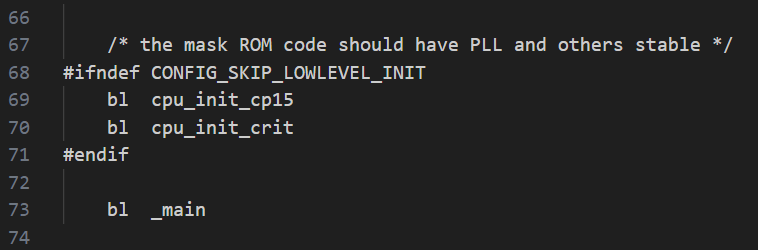 66
67 /* the mask ROM code should have PLL and others stable */
68 #ifndef CONFIG_SKIP_LOWLEVEL_INIT
69 bl cpu_init_cp15
70 bl cpu_init_crit
71 #endif
72
73 bl _main
74